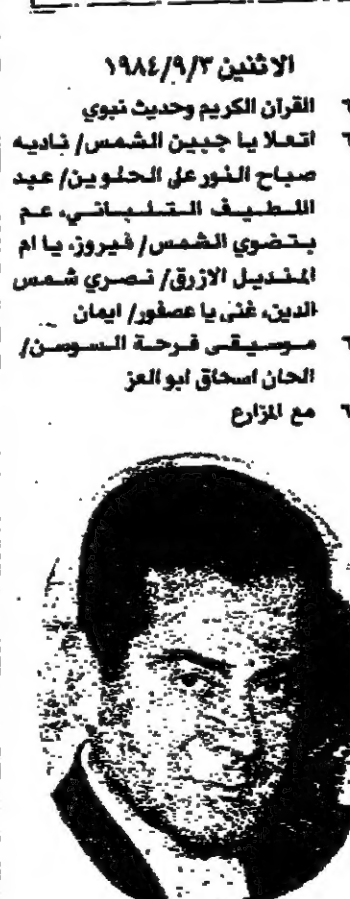 الاثنين ١٩٨٤/٩/٣
٦ القرآن الكريم وحديث نبوي
٦ اتعلا يا جبين الشمس/ ناديه
صباح النور على الحلوين/ عبد
اللطيف التلبانى، عم
بتضوي الشمس/ فيروز، يا ام
المنديل الازرق/ نصري شمس
الدين، غنى يا عصفور/ ايمان
٦ موسيقى فرحة السوسن/
الحان اسحاق ابو العز
٦ مع المزارع